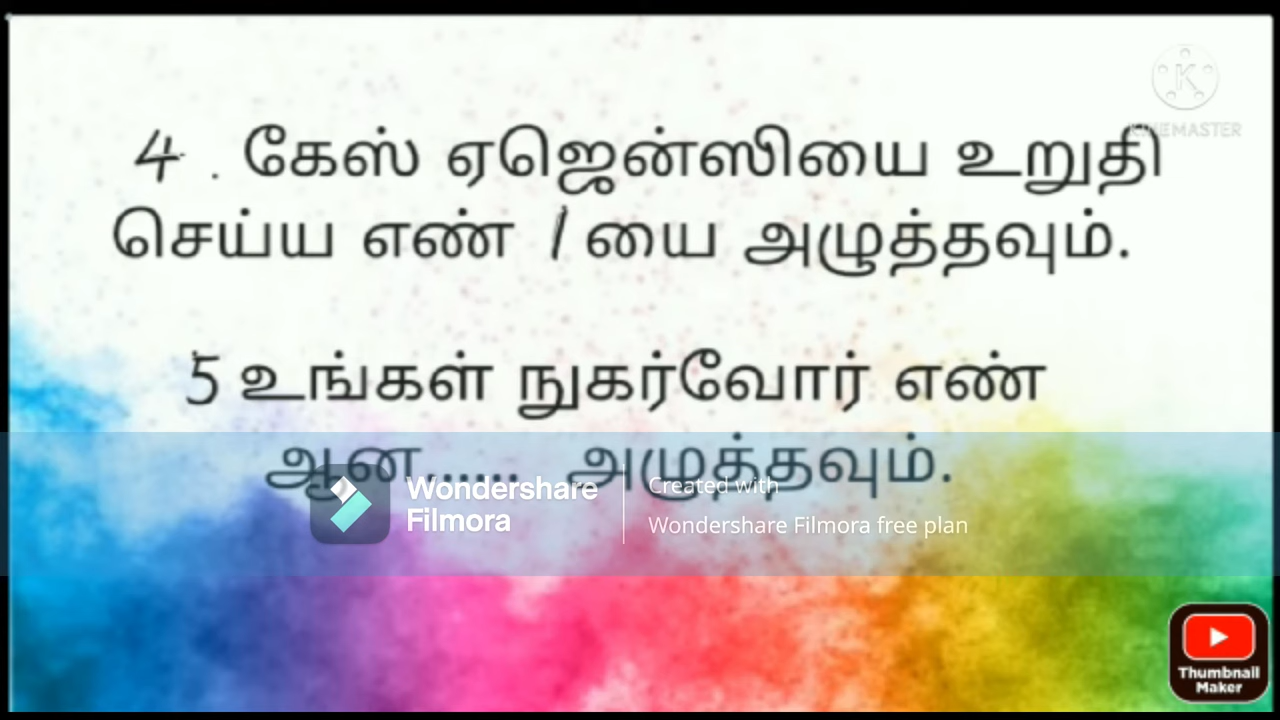 KINEMASTER
4 . கேஸ் ஏஜென்ஸியை உறுதி
செய்ய எண் 1 யை அழுத்தவும்.
5 உங்கள் நுகர்வோர் எண்
ஆன...... அழுத்தவும்.
Wondershare
Filmora
Created with
Wondershare Filmora free plan
Thumbnail
Maker